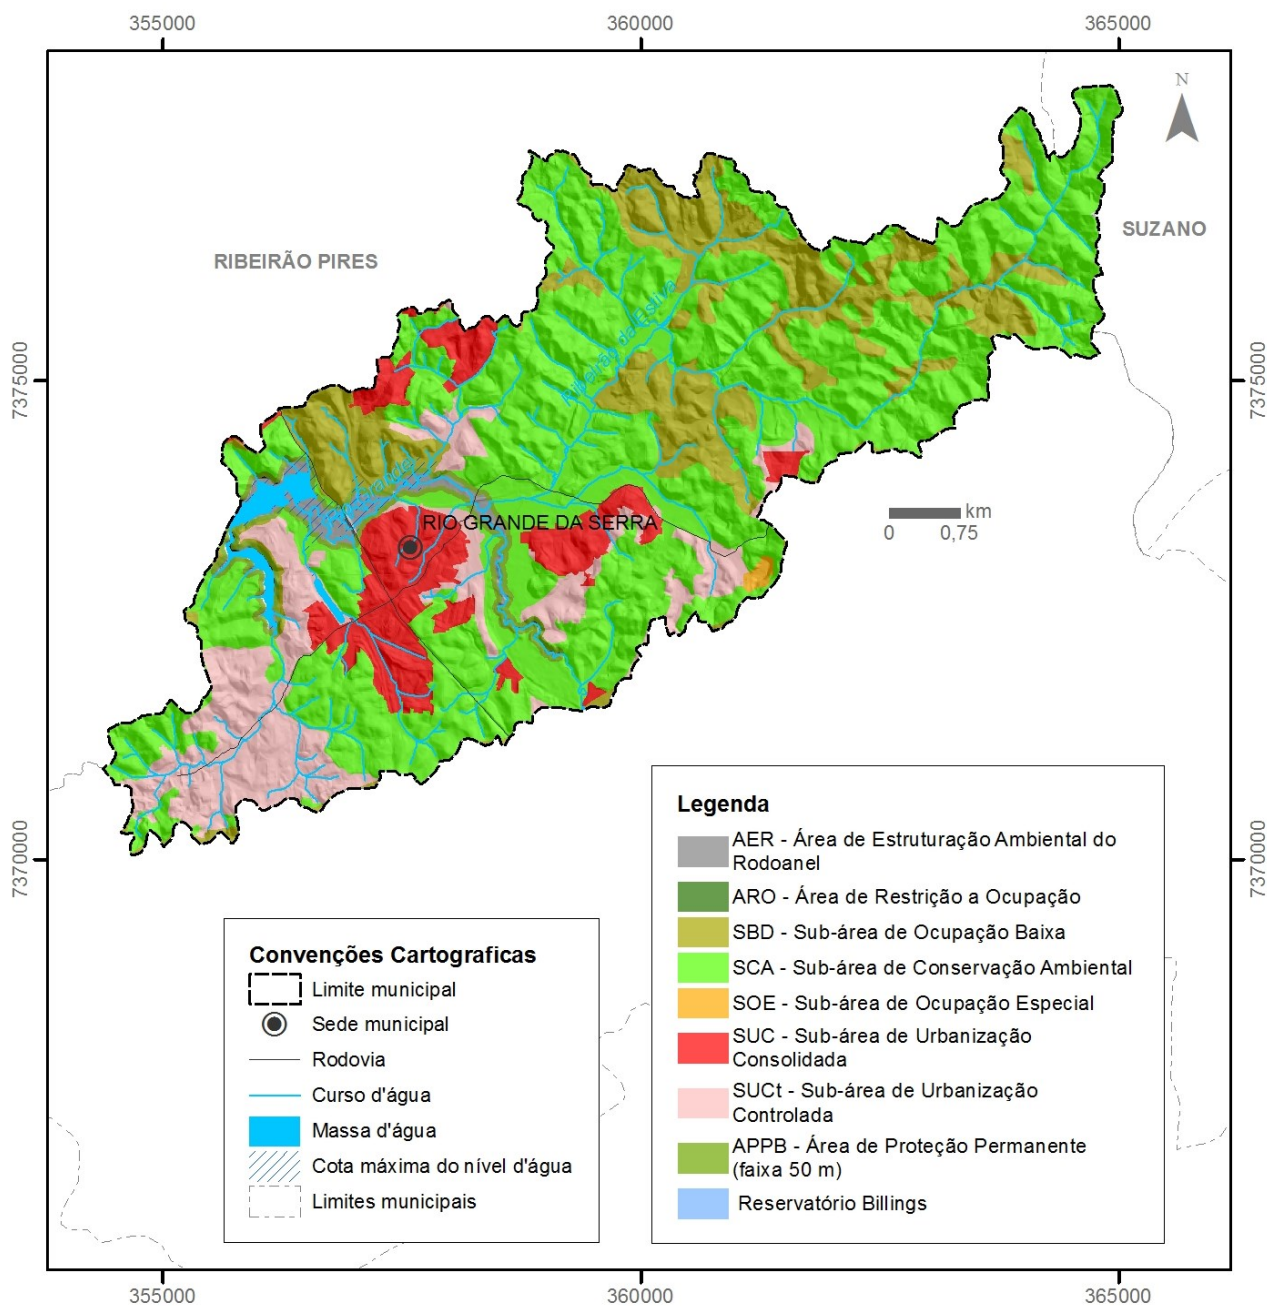 355000
360000
365000
N
SUZANO
RIBEIRÃO PIRES
Ribeirão da Estiva
7375000
7375000
RIO GRANDE DA SERRA
km
0
0,75
Legenda
AER - Área de Estruturação Ambiental do
Rodoanel
ARO - Área de Restrição a Ocupação
SBD - Sub-área de Ocupação Baixa
SCA - Sub-área de Conservação Ambiental
SOE - Sub-área de Ocupação Especial
SUC - Sub-área de Urbanização
Consolidada
SUCt - Sub-área de Urbanização
Controlada
APPB - Área de Proteção Permanente
(faixa 50 m)
Reservatório Billings
7370000
7370000
Convenções Cartograficas
Limite municipal
Sede municipal
Rodovia
Curso d'água
Massa d'água
Cota máxima do nível d'água
Limites municipais
355000
360000
365000